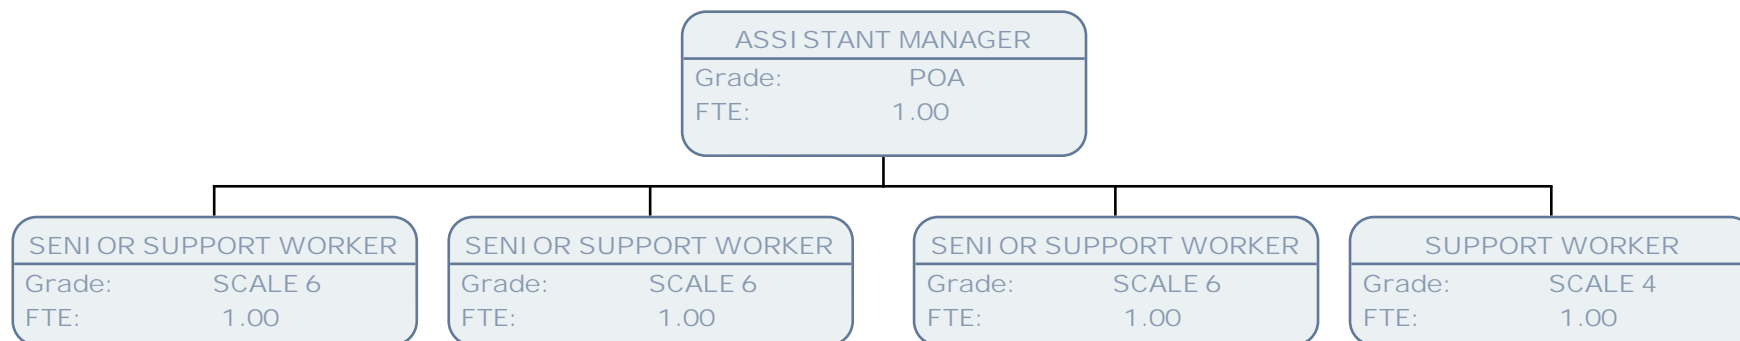 ASSISTANT MANAGER
Grade: POA
FTE: 1.00
SENIOR SUPPORT WORKER
Grade: SCALE 6
FTE: 1.00
SENIOR SUPPORT WORKER
Grade: SCALE 6
FTE: 1.00
SENIOR SUPPORT WORKER
Grade: SCALE 6
FTE: 1.00
SUPPORT WORKER
Grade: SCALE 4
FTE: 1.00